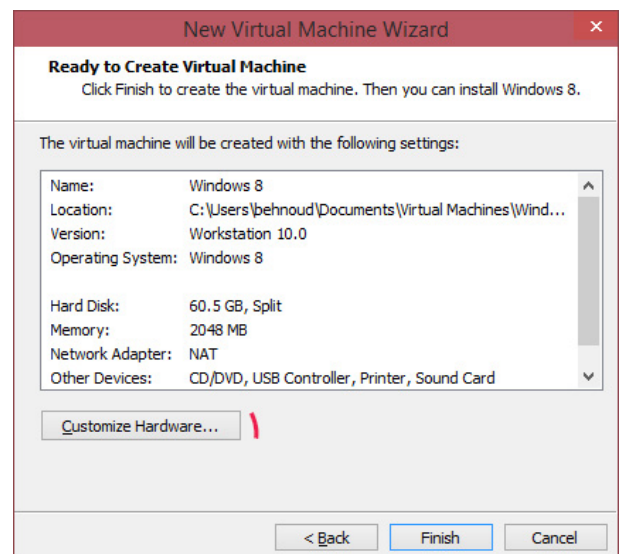 New Virtual Machine Wizard
Ready to Create Virtual Machine
Click Finish to create the virtual machine. Then you can install Windows 8.
The virtual machine will be created with the following settings:
Name: Windows 8
Location: C:\Users\behnoud\Documents\Virtual Machines\Wind...
Version: Workstation 10.0
Operating System: Windows 8
Hard Disk: 60.5 GB, Split
Memory: 2048 MB
Network Adapter: NAT
Other Devices: CD/DVD, USB Controller, Printer, Sound Card
Customize Hardware... ۱
< Back Finish Cancel